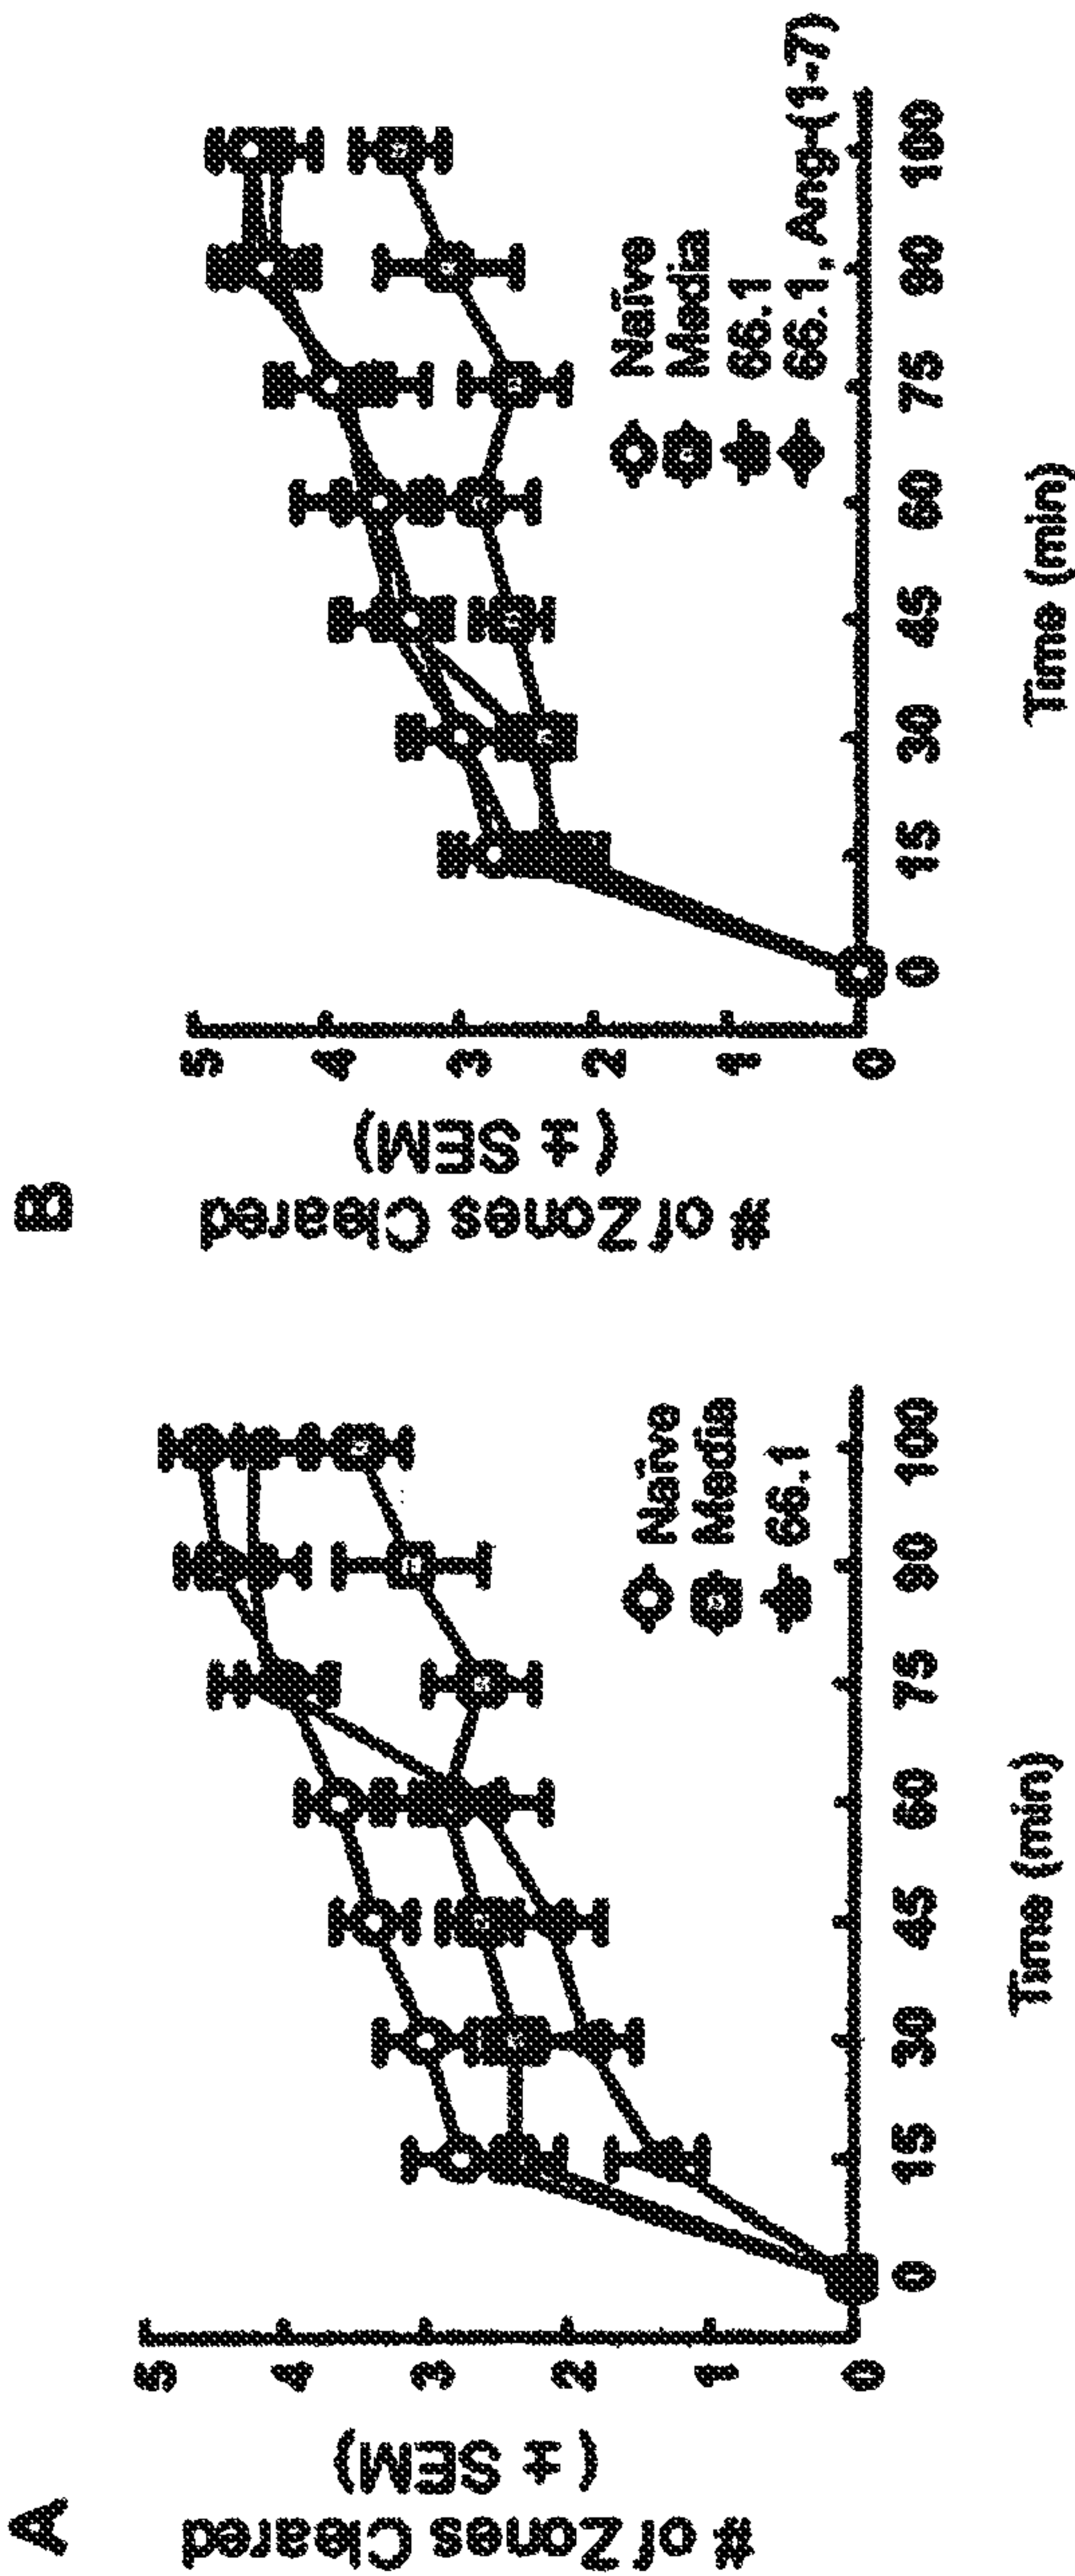 A
# of Zones Cleared
(± SEM)
5
4
3
2
1
0
0
15
30
45
60
75
90
100
Time (min)
Naïve
Media
66.1
B
# of Zones Cleared
(± SEM)
5
4
3
2
1
0
0
15
30
45
60
75
80
100
Time (min)
Naïve
Media
66.1
66.1, Ang-(1-7)